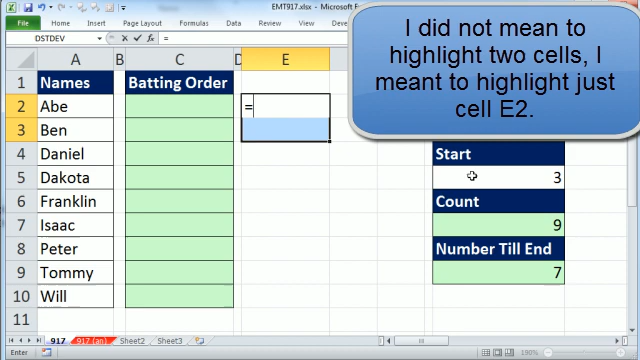 EMT917.xlsx - Microsoft Excel
File Home Insert Page Layout Formulas Data Review
DSTDEV =
I did not mean to
highlight two cells, I
meant to highlight just
cell E2.
A B C D E
1 Names Batting Order
2 Abe =
3 Ben
4 Daniel Start
5 Dakota 3
6 Franklin Count
7 Isaac 9
8 Peter Number Till End
9 Tommy 7
10 Will
11
917 917 (an) Sheet2 Sheet3
Enter 190%